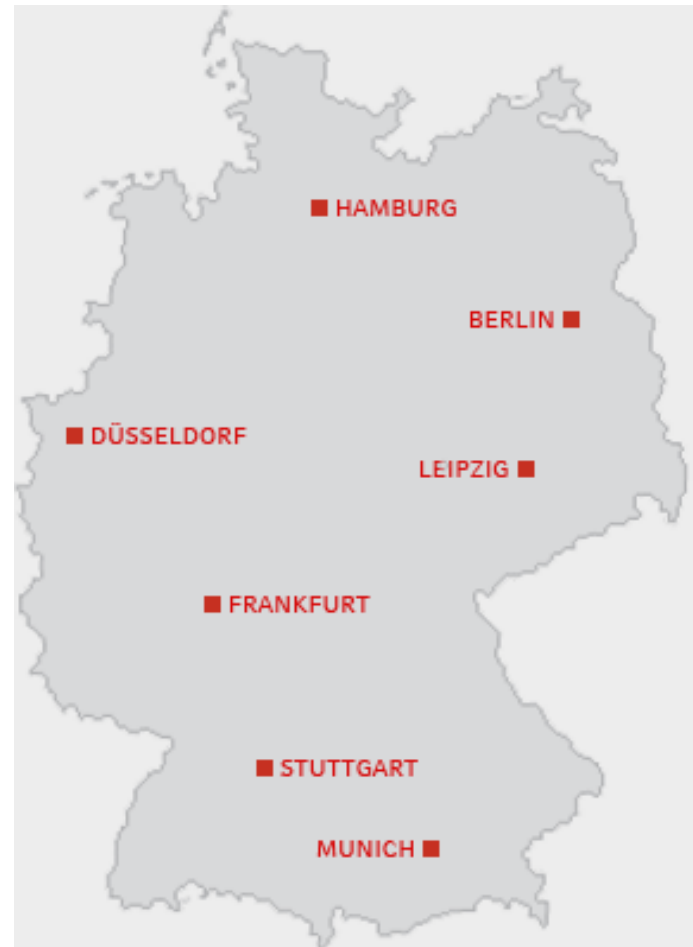 HAMBURG
BERLIN
DÜSSELDORF
LEIPZIG
FRANKFURT
STUTTGART
MUNICH